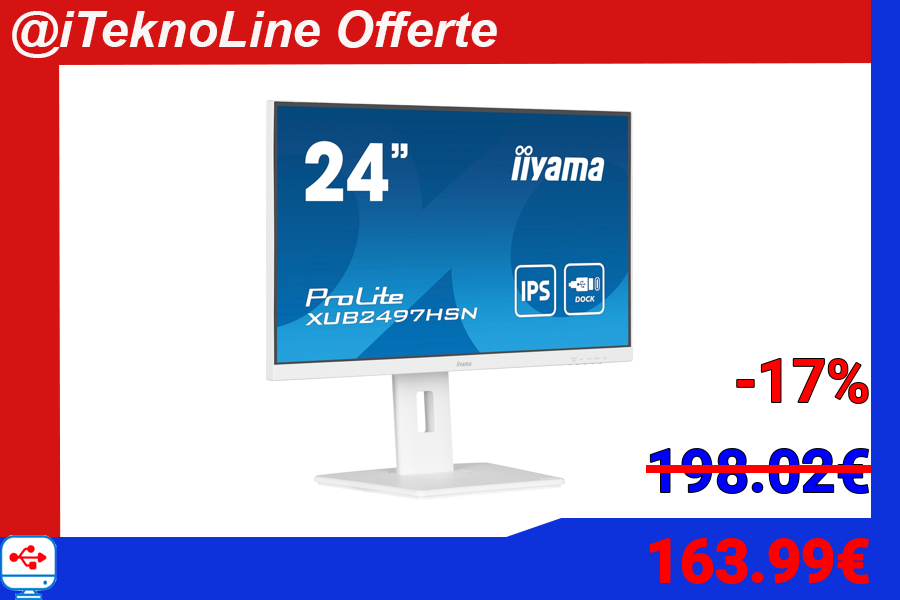 @iTeknoLine Offerte
24”
iiyama
ProLite
XUB2497HSN
IPS
DOCK
iiyama
-17%
198.02€
163.99€